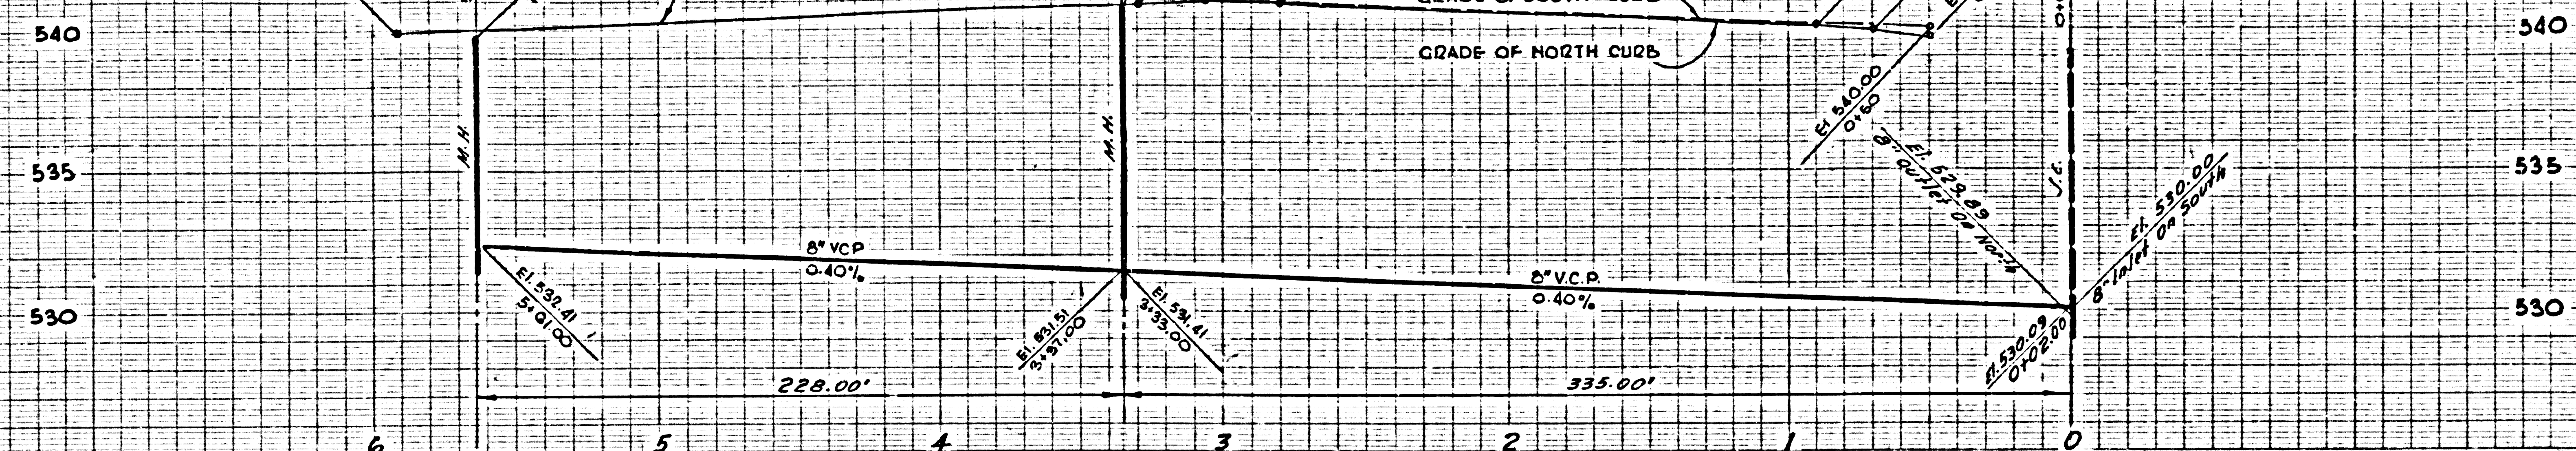 540
GRADE OF NORTH CURB
540
El. 540.00
0+60
M.H.
M.H.
535
535
J.C.
El. 529.89
8" Outlet on North
El. 530.00
8" Inlet on South
8" VCP
0.40%
8" V.C.P.
0.40%
530
530
El. 532.41
5+61.00
El. 531.51
3+37.00
El. 531.41
3+33.00
El. 530.09
0+02.00
228.00'
335.00'
6
5
4
3
2
1
0